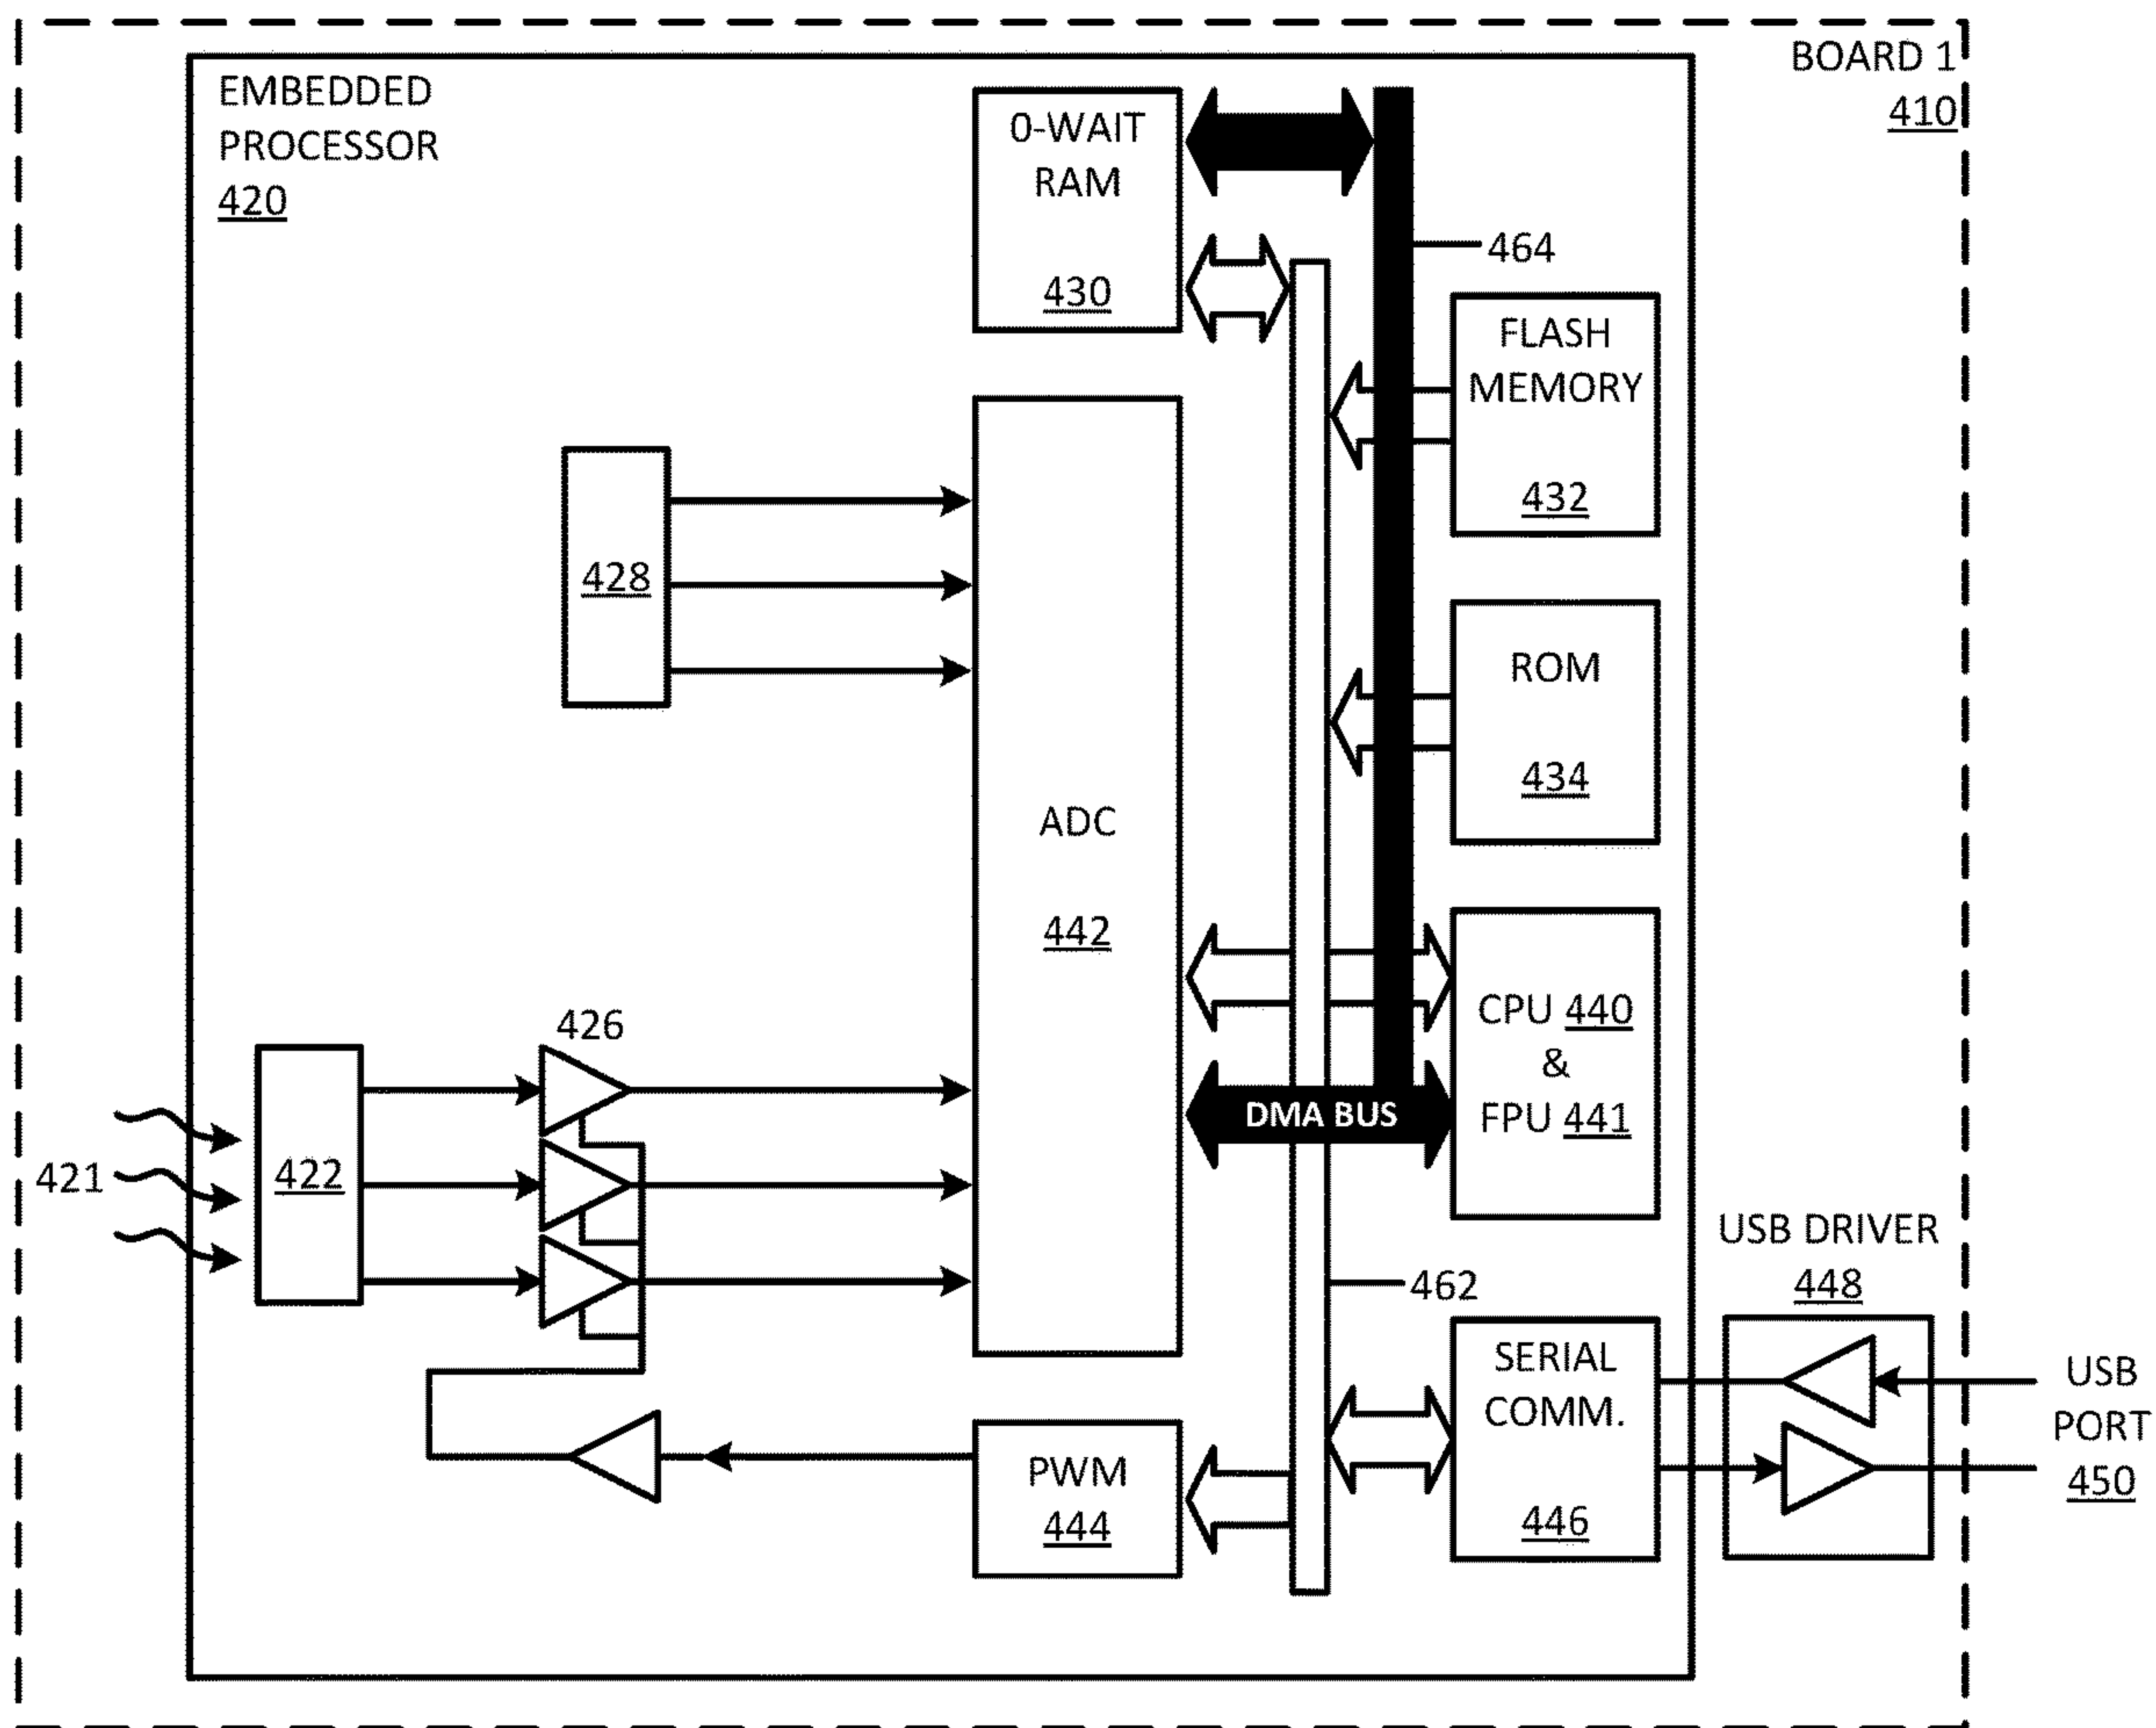 BOARD 1
410
EMBEDDED
PROCESSOR
420
0-WAIT
RAM
430
464
FLASH
MEMORY
432
428
ROM
434
ADC
442
426
CPU 440
&
FPU 441
DMA BUS
421
422
462
USB DRIVER
448
SERIAL
COMM.
446
USB
PORT
450
PWM
444